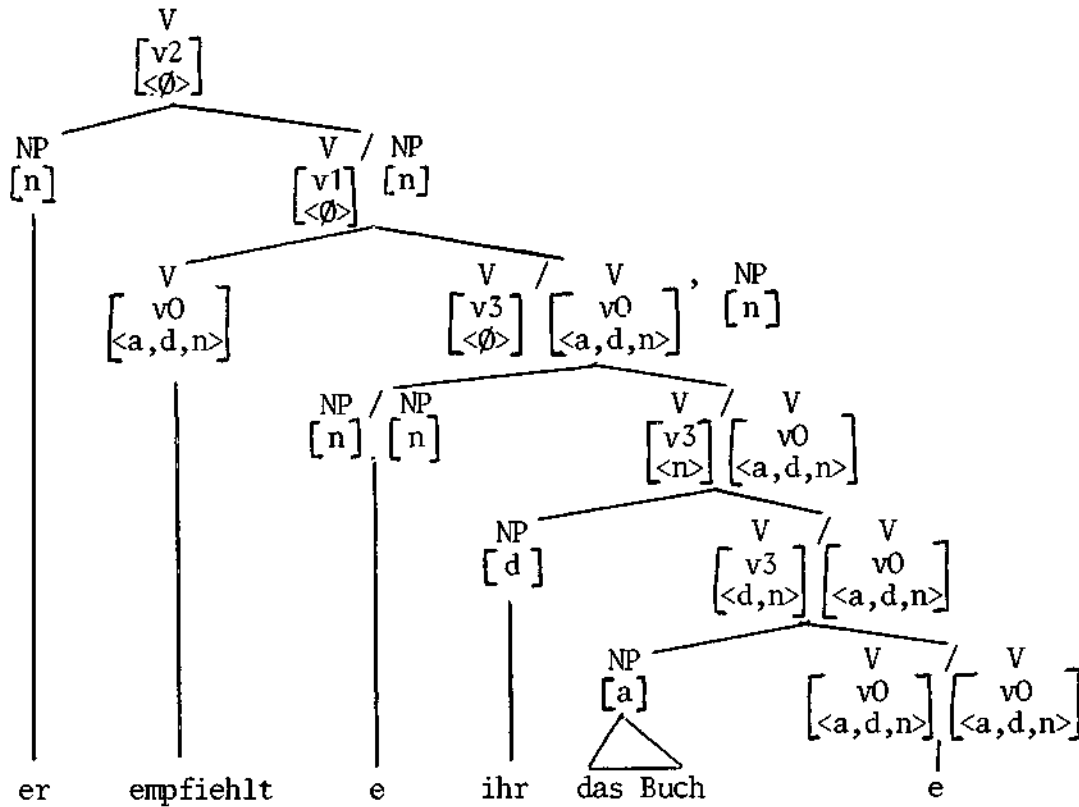 V
[v2
<Ø>]
NP
[n]
V / NP
[v1
<Ø>] [n]
V
[v0
<a,d,n>]
V / V , NP
[v3
<Ø>] [v0
<a,d,n>] [n]
NP / NP
[n] [n]
V / V
[v3
<n>] [v0
<a,d,n>]
NP
[d]
V / V
[v3
<d,n>] [v0
<a,d,n>]
NP
[a]
V / V
[v0
<a,d,n>] [v0
<a,d,n>]
er empfiehlt e ihr das Buch e